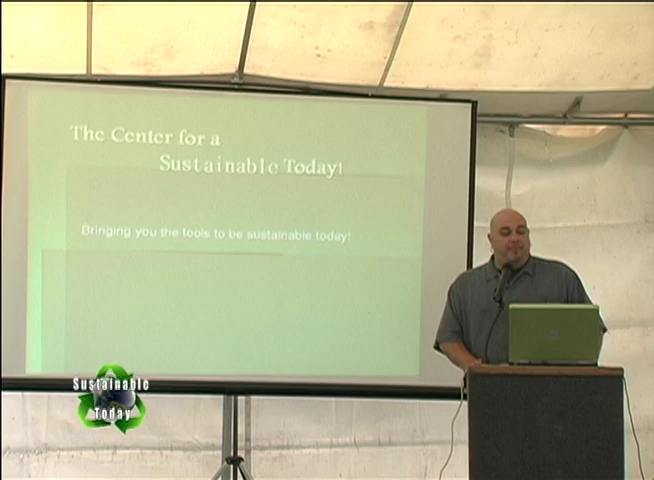 The Center for a
Sustainable Today!
Bringing you the tools to be sustainable today!
Sustainable
Today